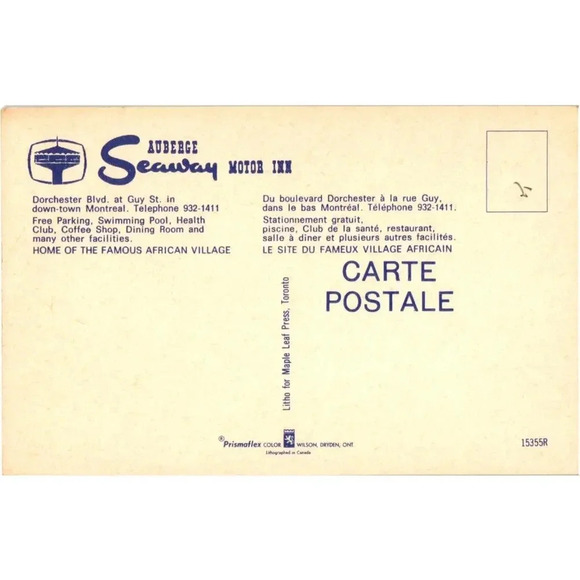 AUBERGE
Seaway MOTOR INN
Dorchester Blvd. at Guy St. in
down-town Montreal. Telephone 932-1411
Free Parking, Swimming Pool, Health
Club, Coffee Shop, Dining Room and
many other facilities.
HOME OF THE FAMOUS AFRICAN VILLAGE
Du boulevard Dorchester à la rue Guy,
dans le bas Montréal. Téléphone 932-1411.
Stationnement gratuit,
piscine, Club de la santé, restaurant,
salle à diner et plusieurs autres facilités.
LE SITE DU FAMEUX VILLAGE AFRICAIN
CARTE
POSTALE
Litho for Maple Leaf Press, Toronto
®Prismaflex COLOR WILSON, DRYDEN, ONT.
Lithographed in Canada
15355R